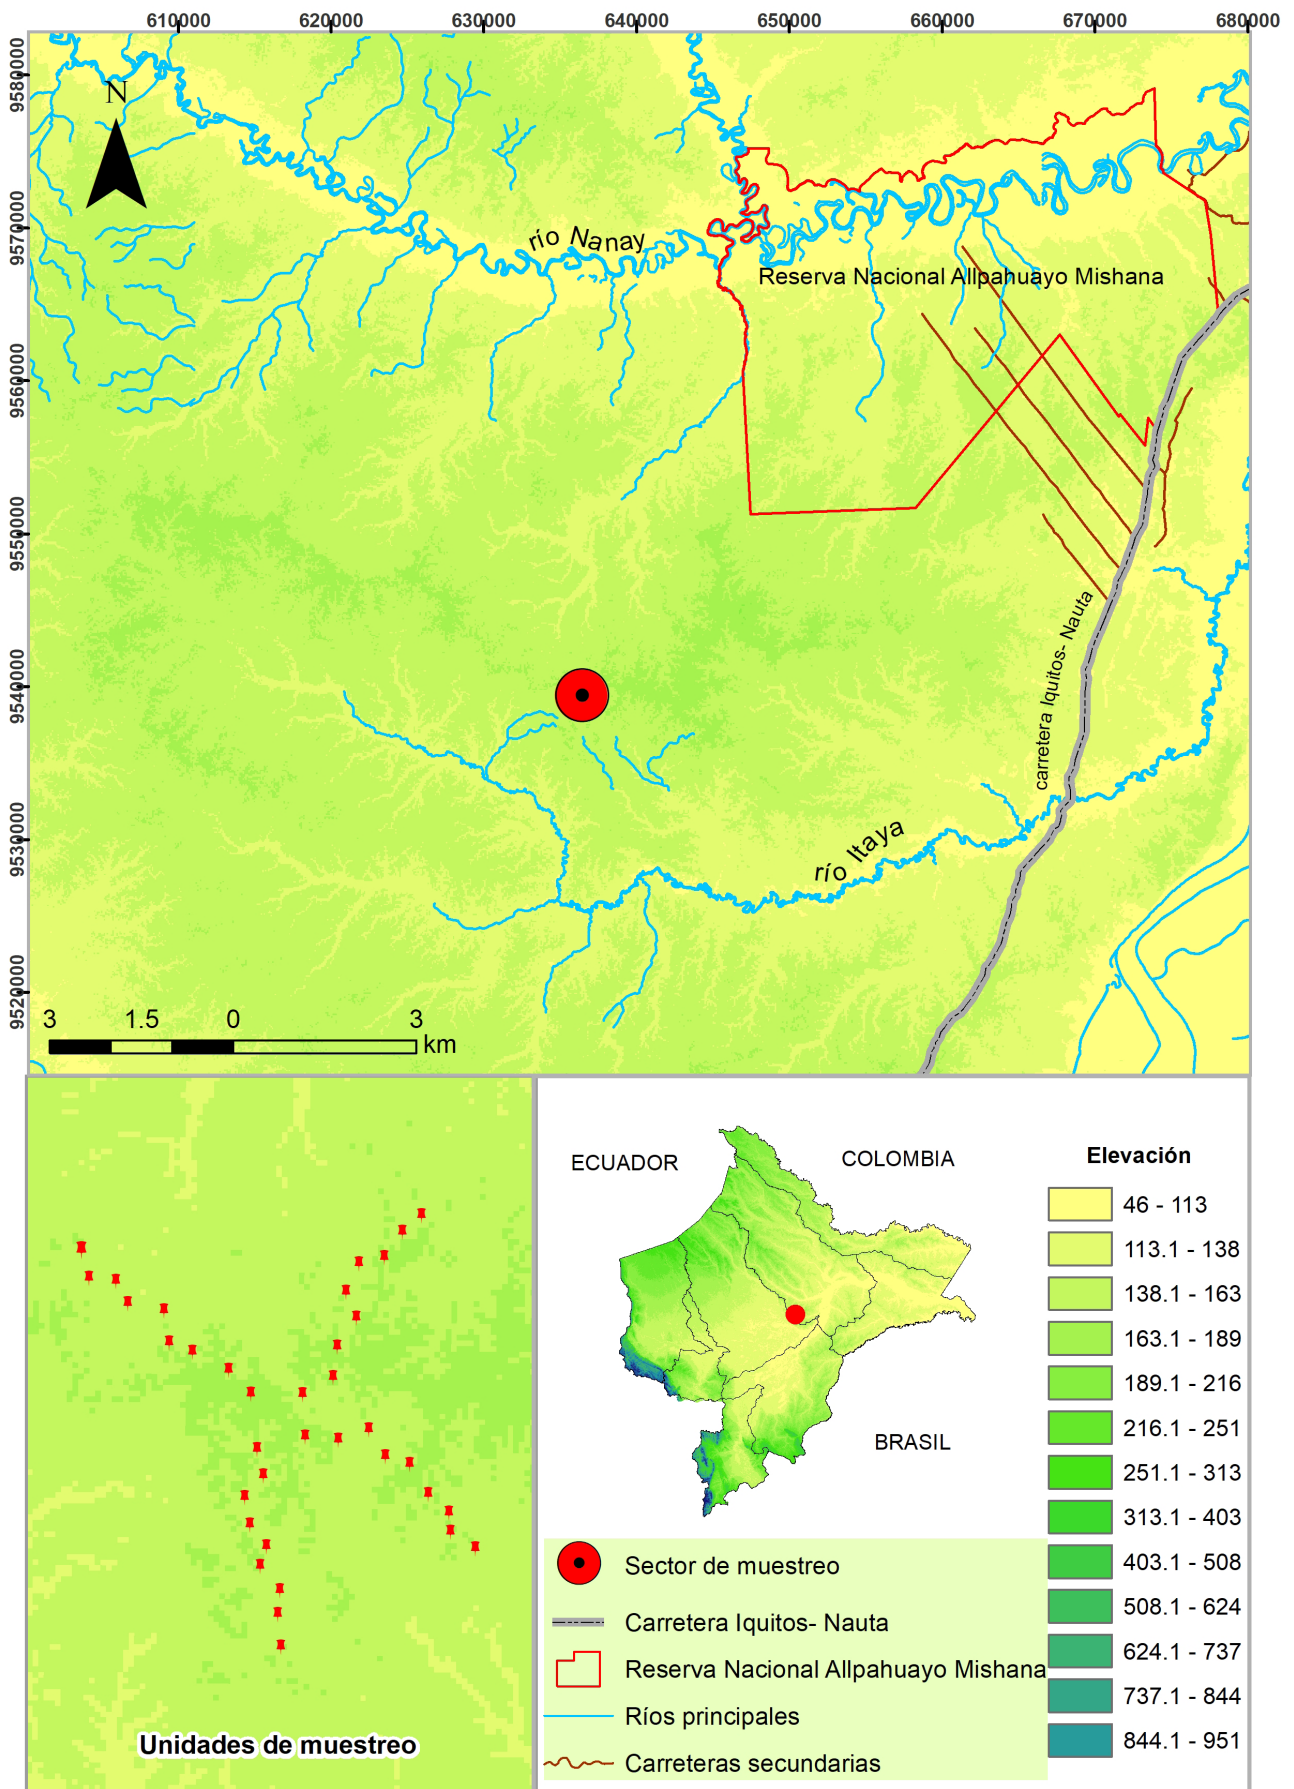 610000 620000 630000 640000 650000 660000 670000 680000
9580000
9570000
9560000
9550000
9540000
9530000
9520000
N
río Nanay
Reserva Nacional Allpahuayo Mishana
carretera Iquitos- Nauta
río Itaya
3 1.5 0 3
km
Unidades de muestreo
ECUADOR
COLOMBIA
BRASIL
Elevación
46 - 113
113.1 - 138
138.1 - 163
163.1 - 189
189.1 - 216
216.1 - 251
251.1 - 313
313.1 - 403
403.1 - 508
508.1 - 624
624.1 - 737
737.1 - 844
844.1 - 951
Sector de muestreo
Carretera Iquitos- Nauta
Reserva Nacional Allpahuayo Mishana
Ríos principales
Carreteras secundarias